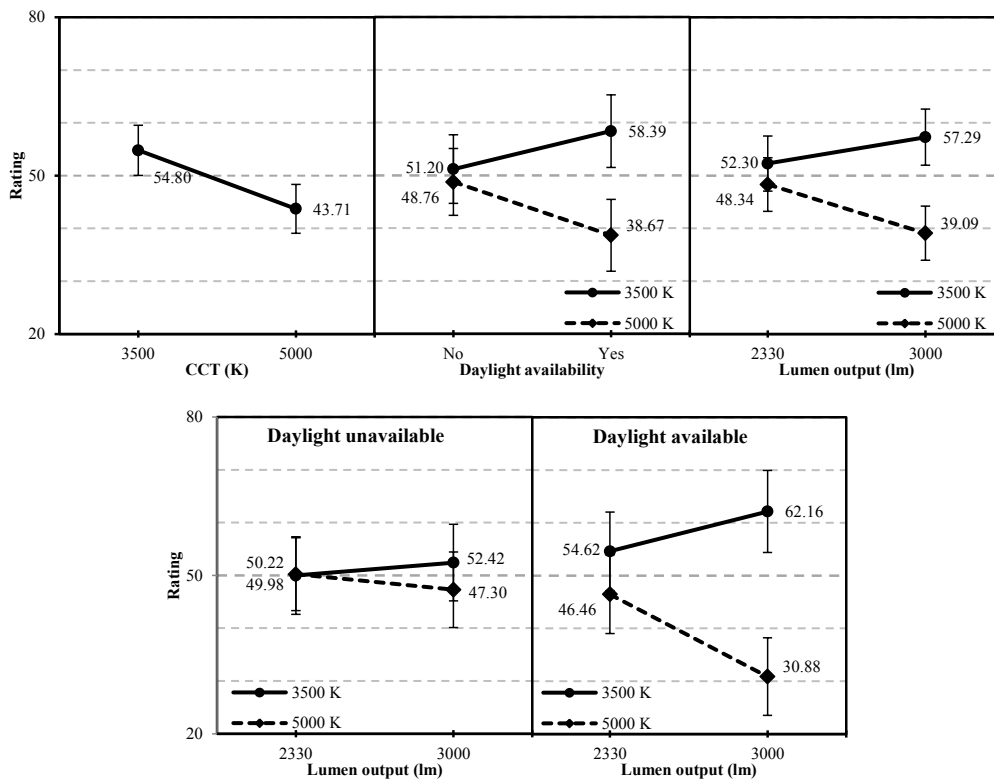 80
50
20
Rating
54.80
43.71
3500 5000
CCT (K)
51.20
48.76
58.39
38.67
3500 K
5000 K
No Yes
Daylight availability
52.30
48.34
57.29
39.09
3500 K
5000 K
2330 3000
Lumen output (lm)
80
50
20
Rating
Daylight unavailable
50.22
49.98
52.42
47.30
3500 K
5000 K
2330 3000
Lumen output (lm)
Daylight available
54.62
46.46
62.16
30.88
3500 K
5000 K
2330 3000
Lumen output (lm)